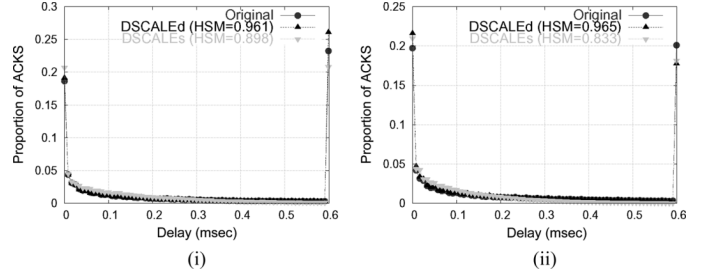 Original
DSCALEd (HSM=0.961)
DSCALEs (HSM=0.898)
Proportion of ACKS
0.3
0.25
0.2
0.15
0.1
0.05
0
0 0.1 0.2 0.3 0.4 0.5 0.6
Delay (msec)
(i)
Original
DSCALEd (HSM=0.965)
DSCALEs (HSM=0.833)
Proportion of ACKS
0.25
0.2
0.15
0.1
0.05
0
0 0.1 0.2 0.3 0.4 0.5 0.6
Delay (msec)
(ii)